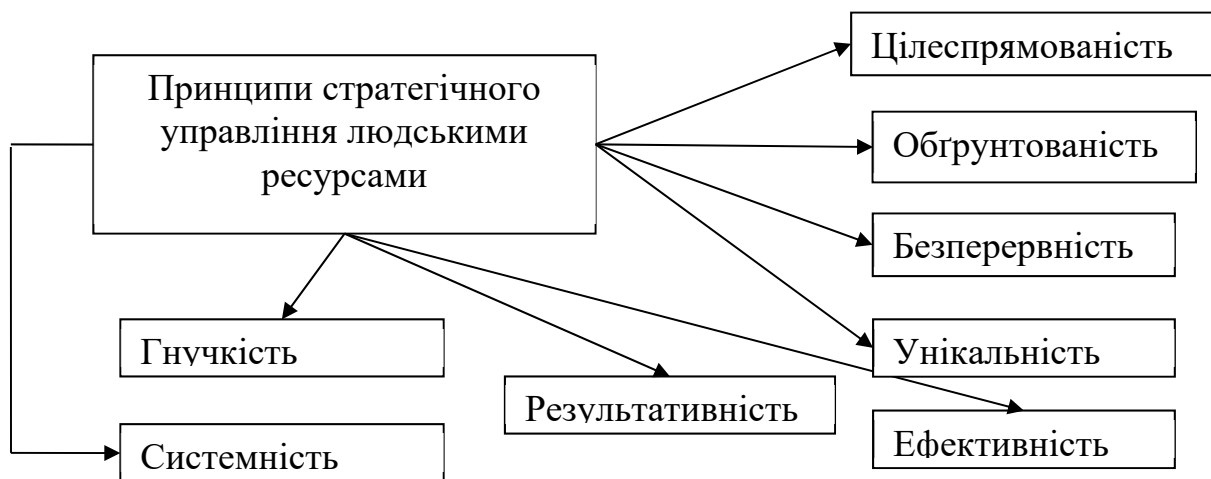 Принципи стратегічного
управління людськими
ресурсами
Цілеспрямованість
Обґрунтованість
Безперервність
Унікальність
Ефективність
Гнучкість
Результативність
Системність